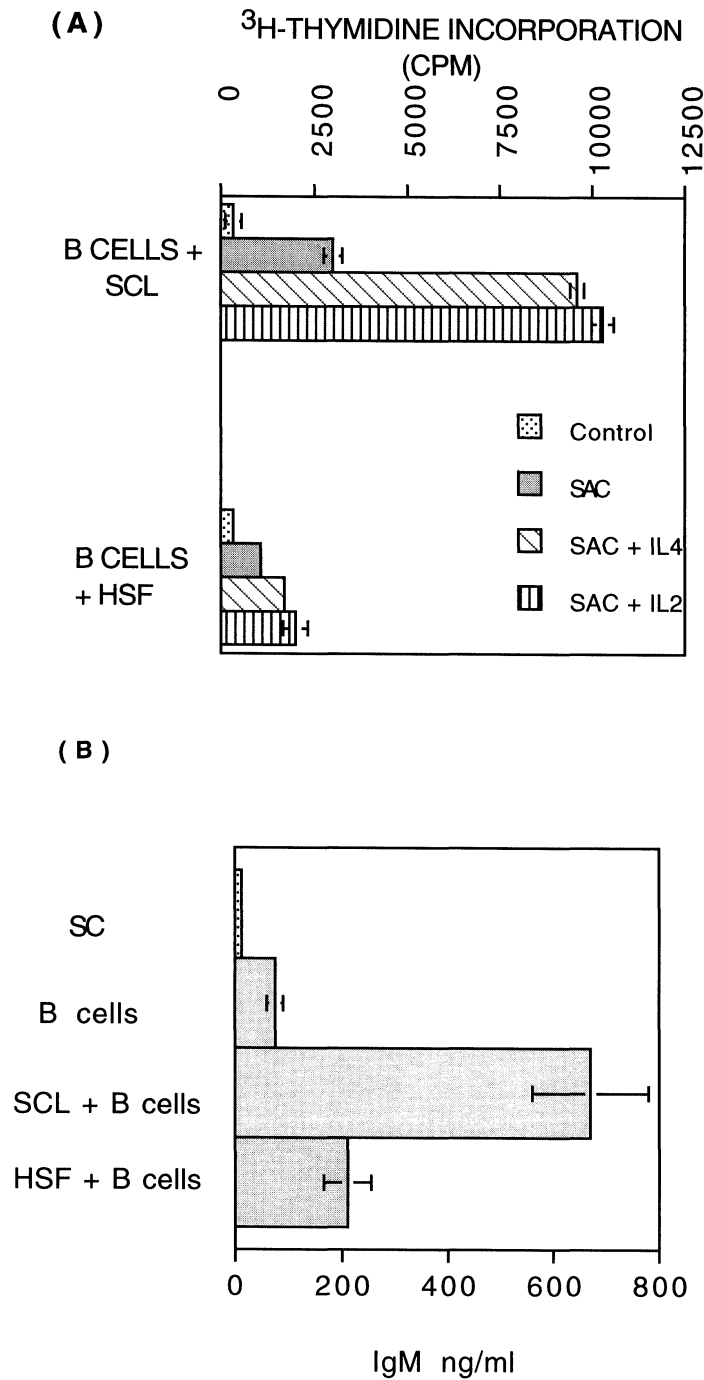 (A)
³H-THYMIDINE INCORPORATION
(CPM)
0 2500 5000 7500 10000 12500
B CELLS +
SCL
Control
SAC
SAC + IL4
SAC + IL2
B CELLS
+ HSF
(B)
SC
B cells
SCL + B cells
HSF + B cells
0 200 400 600 800
IgM ng/ml